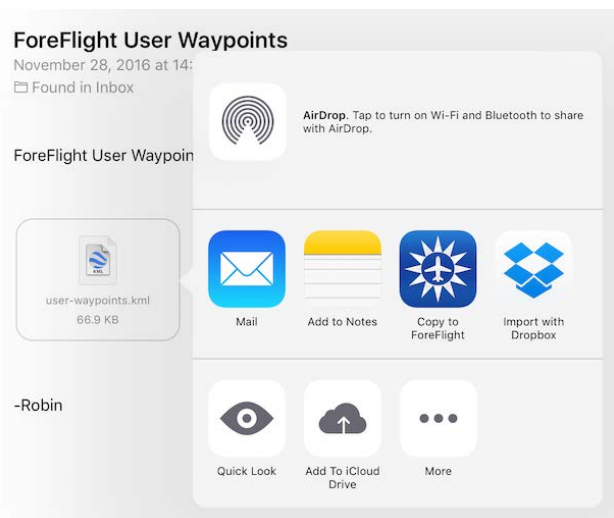 ForeFlight User Waypoints
November 28, 2016 at 14:
Found in Inbox
AirDrop. Tap to turn on Wi-Fi and Bluetooth to share
with AirDrop.
ForeFlight User Waypoin
KML
user-waypoints.kml
66.9 KB
Mail
Add to Notes
Copy to
ForeFlight
Import with
Dropbox
-Robin
Quick Look
Add To iCloud
Drive
More